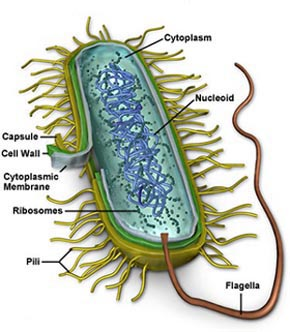 Cytoplasm
Nucleoid
Capsule
Cell Wall
Cytoplasmic
Membrane
Ribosomes
Pili
Flagella